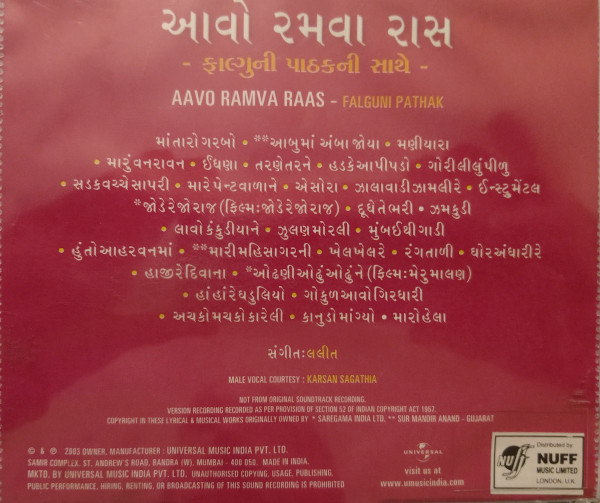 આવો રમવા રાસ
- ફાલ્ગુની પાઠકની સાથે -
AAVO RAMVA RAAS - FALGUNI PATHAK
માં તારો ગરબો • **આબુમાં અંબા જોયા • મણીયારા
• મારું વનરાવન • ઈંધણા • તરણેતરને • હડકે આપીપડો • ગોરી લીલું પીળુ
• સડક વચ્ચે સાપરી • મારે પેન્ટવાળાને • એસોરા • ઝાલાવાડી ઝામલીરે • ઈન્સ્ટ્રુમેંટલ
*જોડે રે જોરાજ (ફિલ્મ: જોડે રે જોરાજ) • દૂધે તે ભરી • ઝમકુડી
• લાવો કંકુડી યાને • ઝુલણ મોરલી • મુંબઈથી ગાડી
• હું તો આહરવનમાં • **મારી મહિસાગરની • ખેલ ખેલ રે • રંગતાળી • ઘોર અંધારી રે
• હાજી રે દિવાના • *ઓઢણી ઓઢું ઓઢુંને (ફિલ્મ: મેરુ માલણ)
• હાં હાં રે ઘડુલિયો • ગોકુળ આવો ગિરધારી
• અચકો મચકો કારેલી • કાનુડો માંગ્યો • મારો હેલા
સંગીત: લલીત
MALE VOCAL COURTESY : KARSAN SAGATHIA
NOT FROM ORIGINAL SOUNDTRACK RECORDING.
VERSION RECORDING RECORDED AS PER PROVISION OF SECTION 52 OF INDIAN COPYRIGHT ACT 1957.
COPYRIGHT IN THESE LYRICAL & MUSICAL WORKS ORIGINALLY OWNED BY * SAREGAMA INDIA LTD. ** SUR MANDIR ANAND - GUJARAT
© & ℗ 2003 OWNER, MANUFACTURER : UNIVERSAL MUSIC INDIA PVT. LTD.
SAMIR COMPLEX, ST. ANDREW'S ROAD, BANDRA (W), MUMBAI - 400 050. MADE IN INDIA.
MKTD. BY UNIVERSAL MUSIC INDIA PVT. LTD. UNAUTHORISED COPYING, USAGE, PUBLISHING,
PUBLIC PERFORMANCE, HIRING, RENTING, OR BROADCASTING OF THIS SOUND RECORDING IS PROHIBITED
UNIVERSAL
visit us at
www.umusicindia.com
Distributed by
NUFF
NUFF
MUSIC LIMITED
LONDON, U.K.